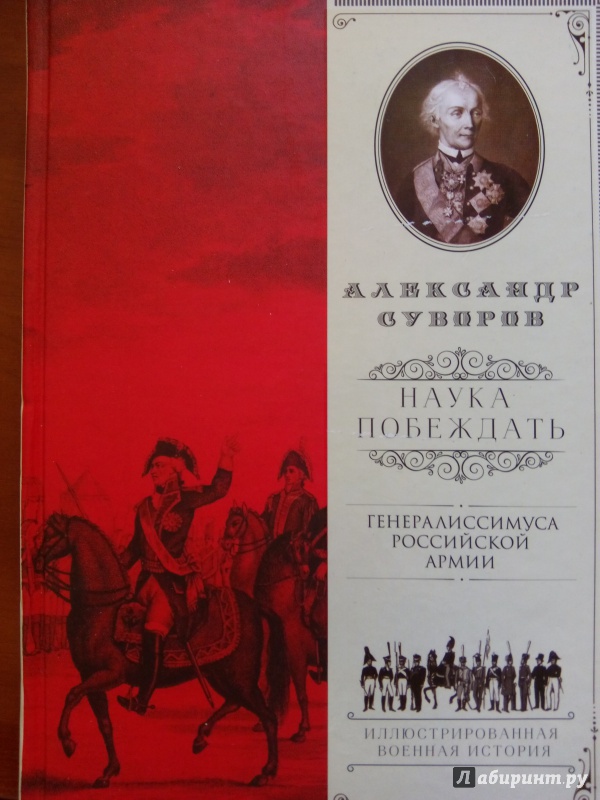 АЛЕКСАНДР
СУВОРОВ
НАУКА
ПОБЕЖДАТЬ
ГЕНЕРАЛИССИМУСА
РОССИЙСКОЙ
АРМИИ
ИЛЛЮСТРИРОВАННАЯ
ВОЕННАЯ ИСТОРИЯ
Лабиринт.ру